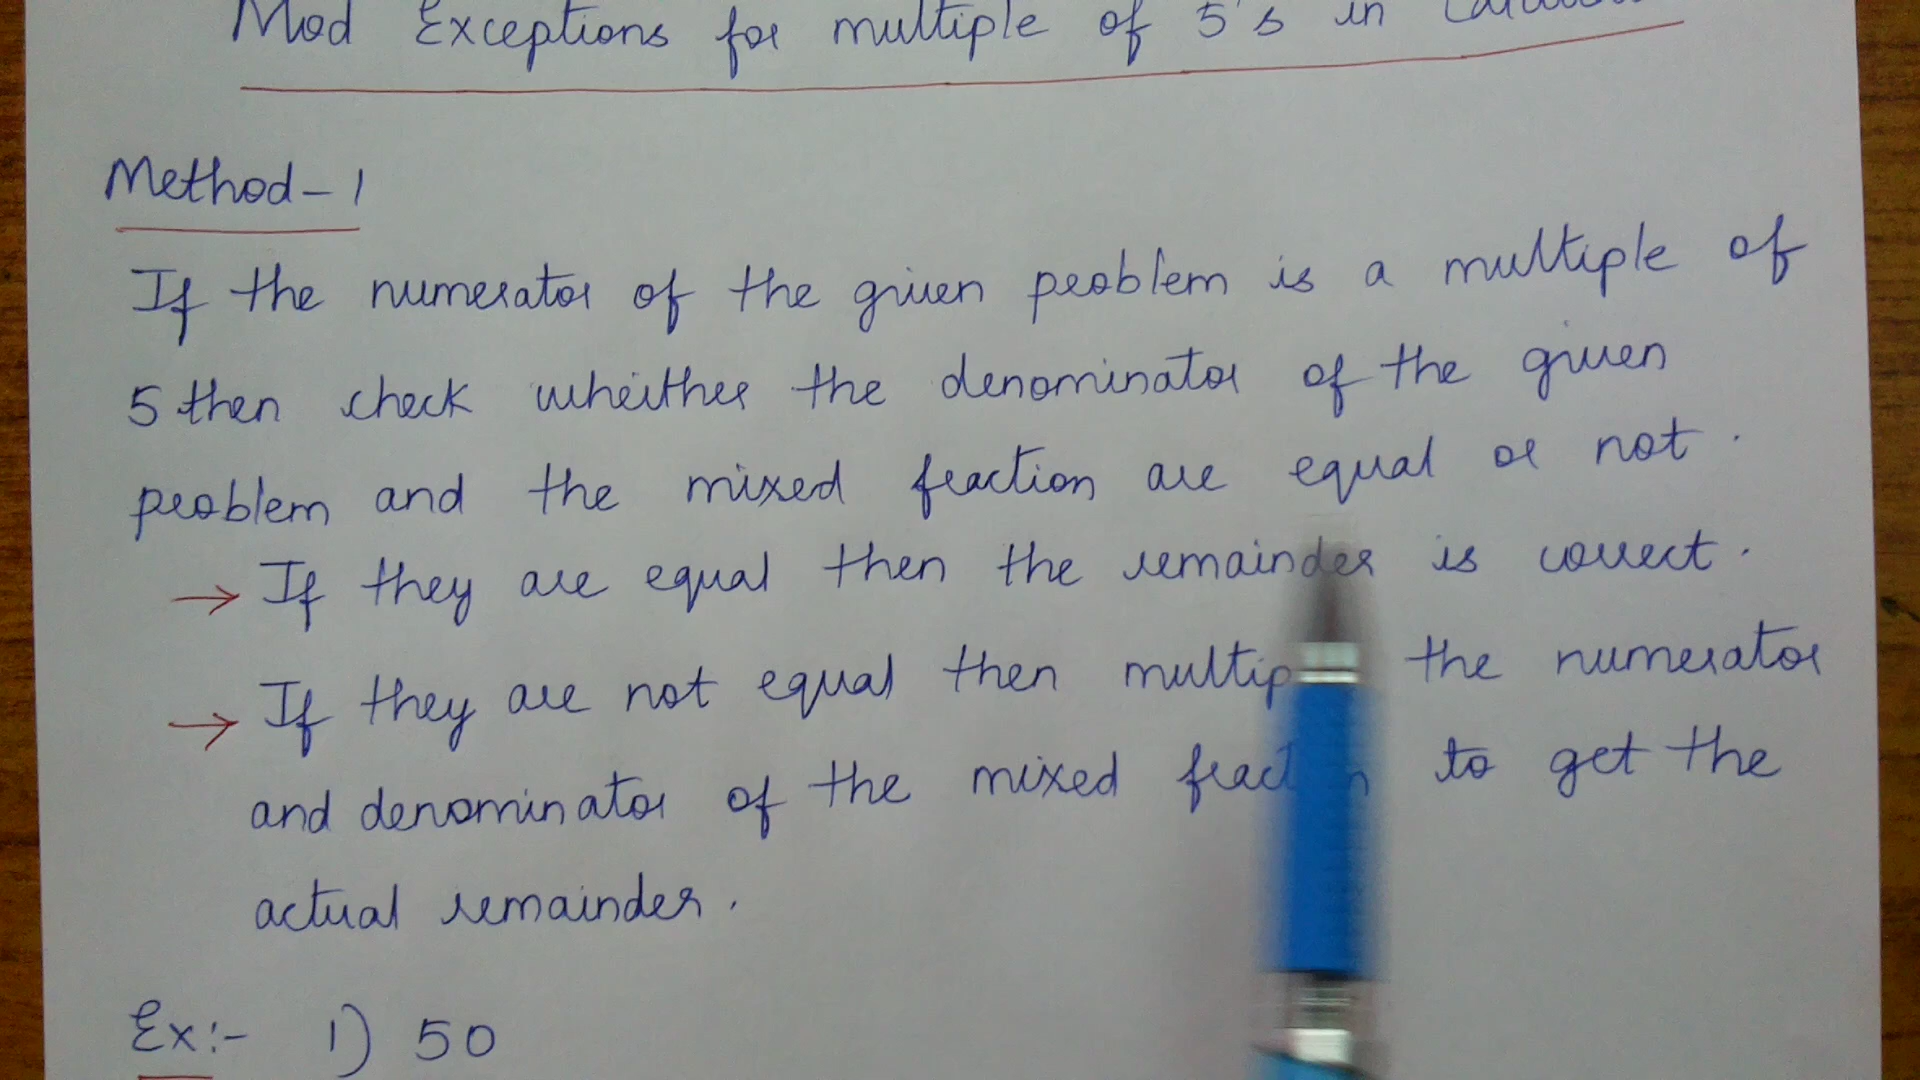 Mod Exceptions for multiple of 5's in
Method-1
If the numerator of the given problem is a multiple of
5 then check wheither the denominator of the given
problem and the mixed fraction are equal or not.
→ If they are equal then the remainder is correct.
→ If they are not equal then the numerator
and denominator of the mixed to get the
actual remainder.
Ex:- 1) 50